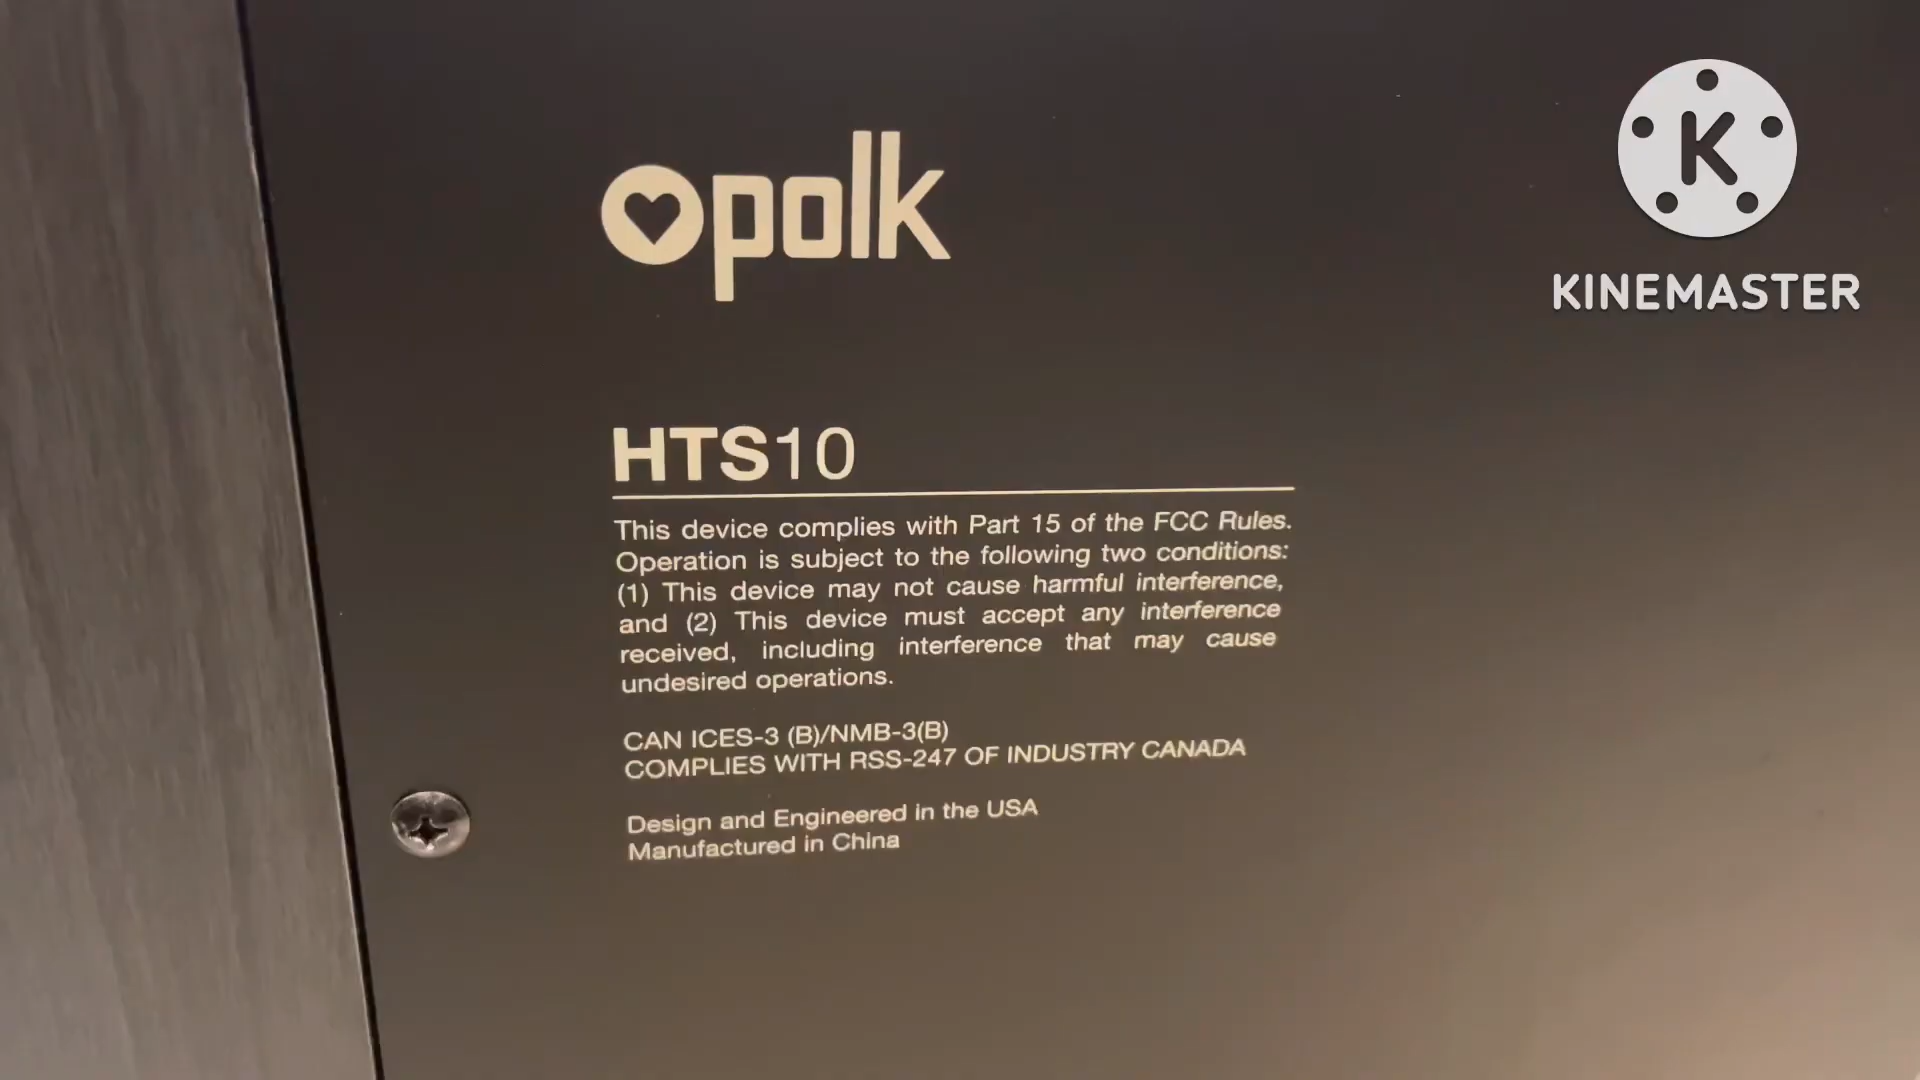 polk
K
KINEMASTER
HTS10
This device complies with Part 15 of the FCC Rules.
Operation is subject to the following two conditions:
(1) This device may not cause harmful interference,
and (2) This device must accept any interference
received, including interference that may cause
undesired operations.
CAN ICES-3 (B)/NMB-3(B)
COMPLIES WITH RSS-247 OF INDUSTRY CANADA
Design and Engineered in the USA
Manufactured in China